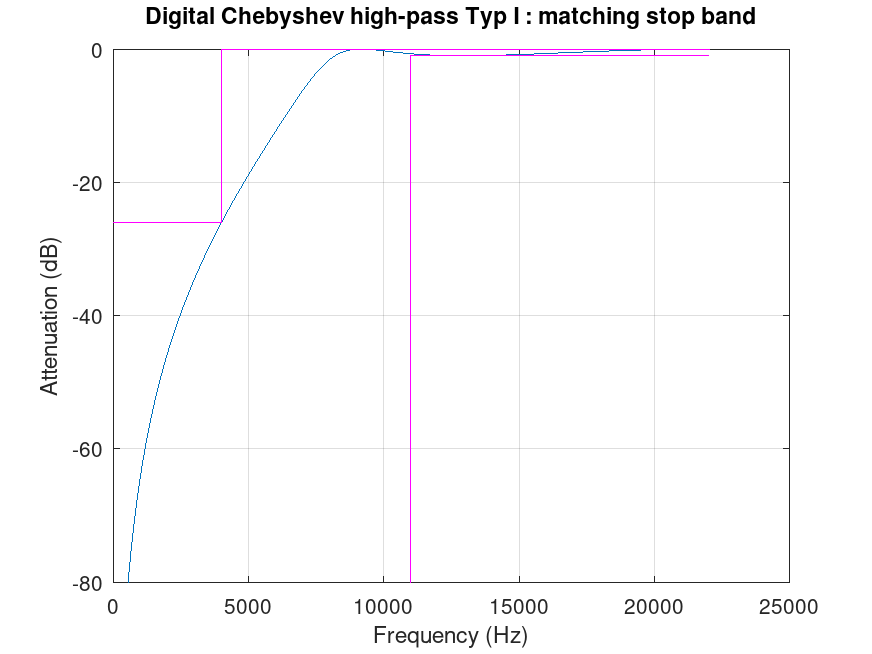 Digital Chebyshev high-pass Typ I : matching stop band
0
-20
-40
-60
-80
Attenuation (dB)
0 5000 10000 15000 20000 25000
Frequency (Hz)